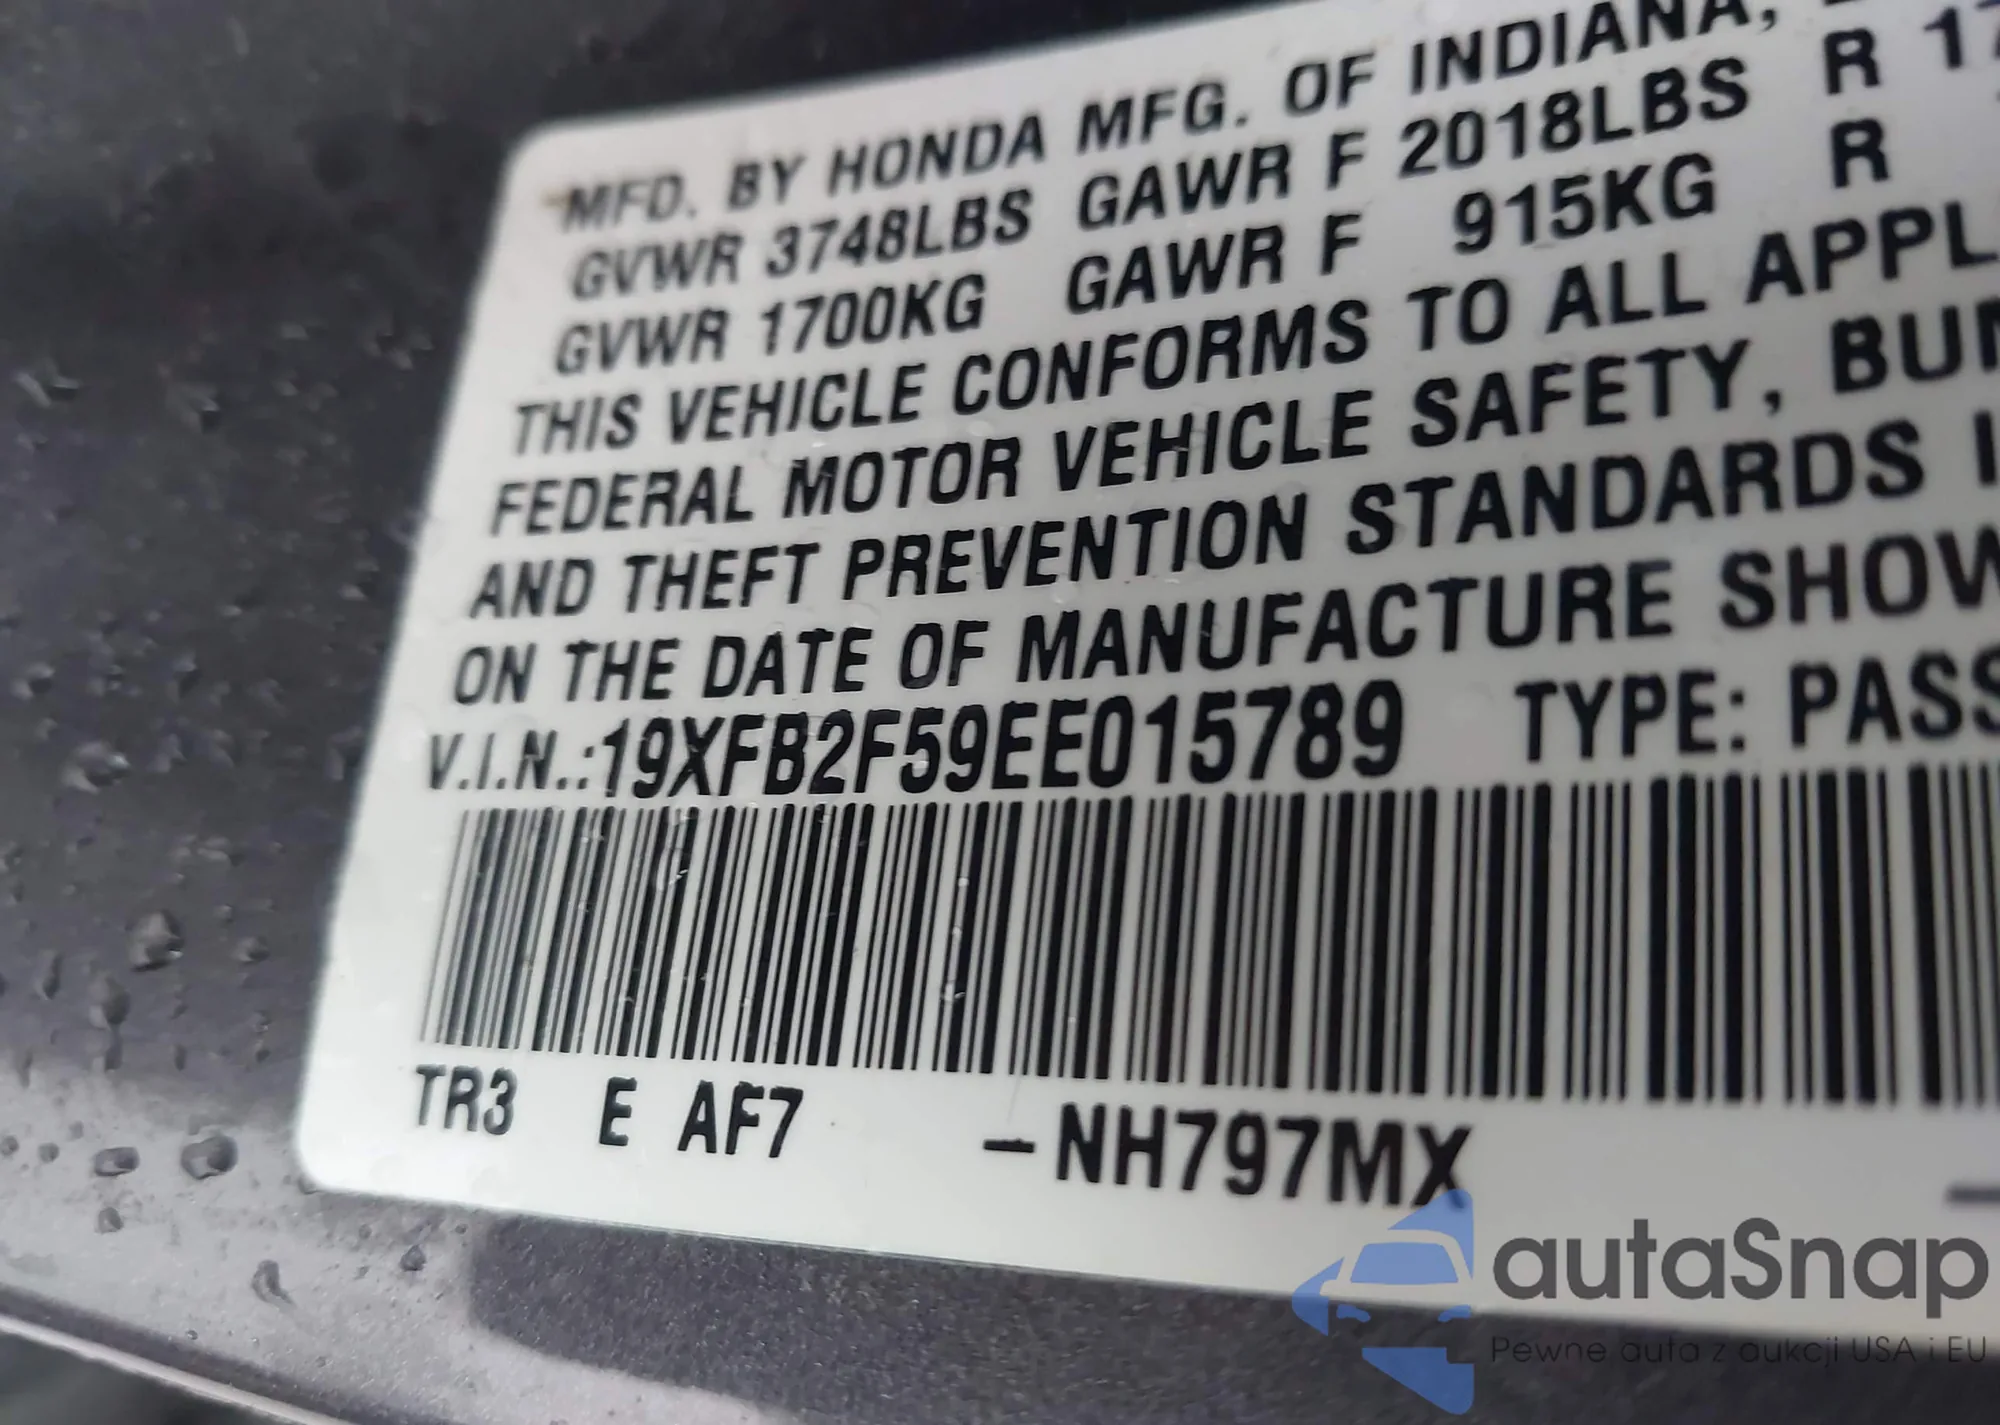 MFD. BY HONDA MFG. OF INDIANA,
GVWR 3748LBS GAWR F 2018LBS R 17
GVWR 1700KG GAWR F 915KG R
THIS VEHICLE CONFORMS TO ALL APPL
FEDERAL MOTOR VEHICLE SAFETY, BUM
AND THEFT PREVENTION STANDARDS I
ON THE DATE OF MANUFACTURE SHOW
V.I.N.:19XFB2F59EE015789 TYPE: PASS
TR3 E AF7 –NH797MX –
autaSnap
Pewne auta z aukcji USA i EU